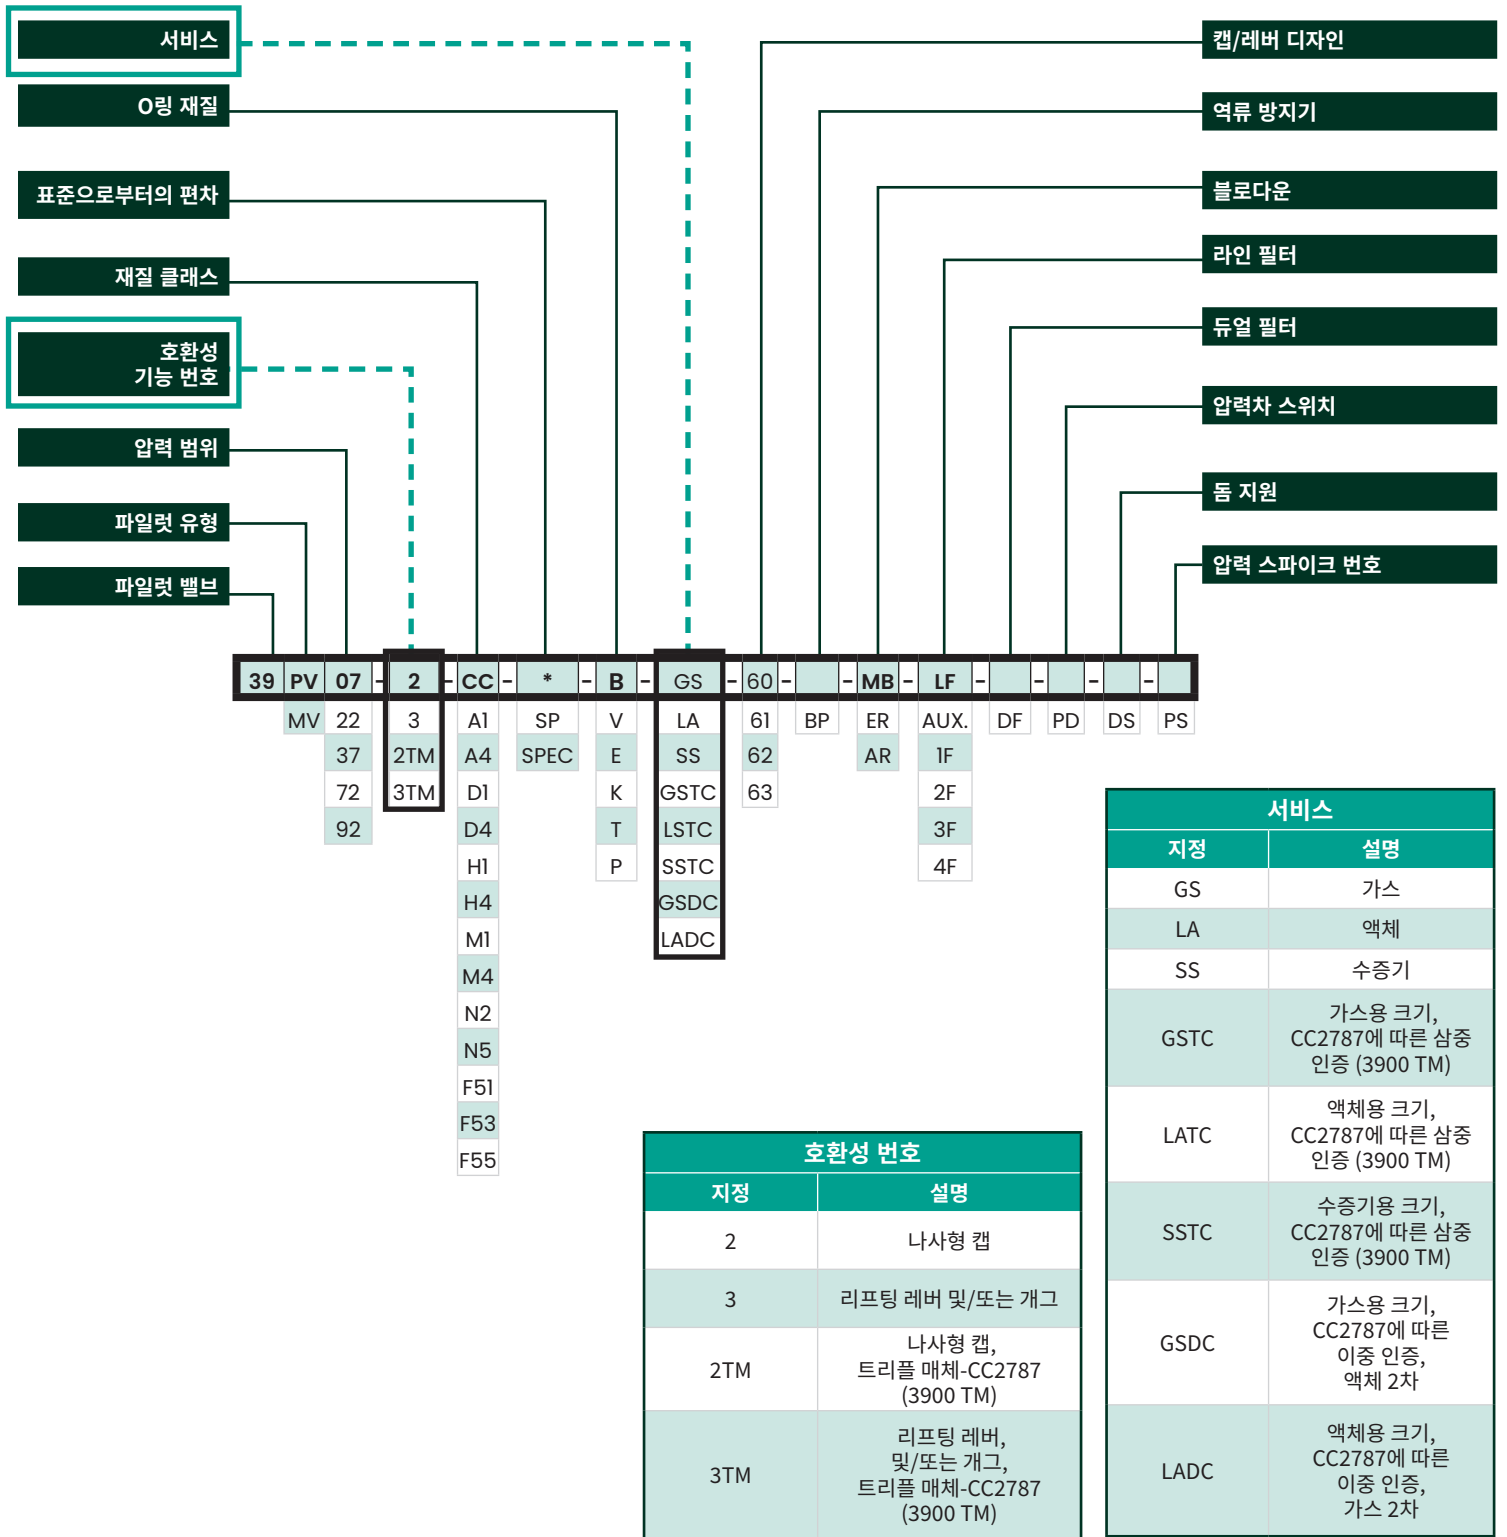 서비스
O링 재질
표준으로부터의 편차
재질 클래스
호환성
기능 번호
압력 범위
파일럿 유형
파일럿 밸브
캡/레버 디자인
역류 방지기
블로다운
라인 필터
듀얼 필터
압력차 스위치
돔 지원
압력 스파이크 번호
39 PV 07 - 2 - CC - * - B - GS - 60 - - MB - LF - - - -
MV 22 3 A1 SP V LA 61 BP ER AUX. DF PD DS PS
37 2TM A4 SPEC E SS 62 AR 1F
72 3TM D1 K GSTC 63 2F
92 D4 T LSTC 3F
H1 P SSTC 4F
H4 GSDC
M1 LADC
M4
N2
N5
F51
F53
F55
호환성 번호
지정 설명
2 나사형 캡
3 리프팅 레버 및/또는 개그
2TM 나사형 캡,
트리플 매체-CC2787
(3900 TM)
3TM 리프팅 레버,
및/또는 개그,
트리플 매체-CC2787
(3900 TM)
서비스
지정 설명
GS 가스
LA 액체
SS 수증기
GSTC 가스용 크기,
CC2787에 따른 삼중
인증 (3900 TM)
LATC 액체용 크기,
CC2787에 따른 삼중
인증 (3900 TM)
SSTC 수증기용 크기,
CC2787에 따른 삼중
인증 (3900 TM)
GSDC 가스용 크기,
CC2787에 따른
이중 인증,
액체 2차
LADC 액체용 크기,
CC2787에 따른
이중 인증,
가스 2차